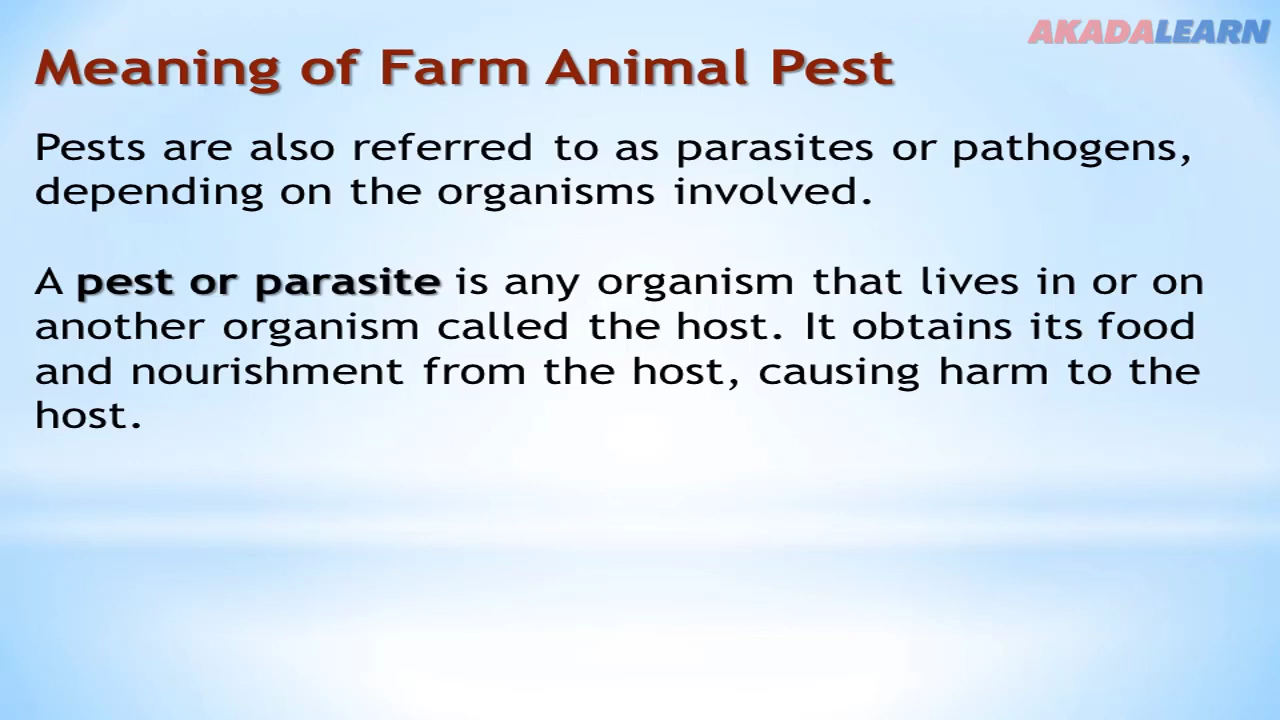 AKADALEARN
Meaning of Farm Animal Pest
Pests are also referred to as parasites or pathogens,
depending on the organisms involved.
A pest or parasite is any organism that lives in or on
another organism called the host. It obtains its food
and nourishment from the host, causing harm to the
host.